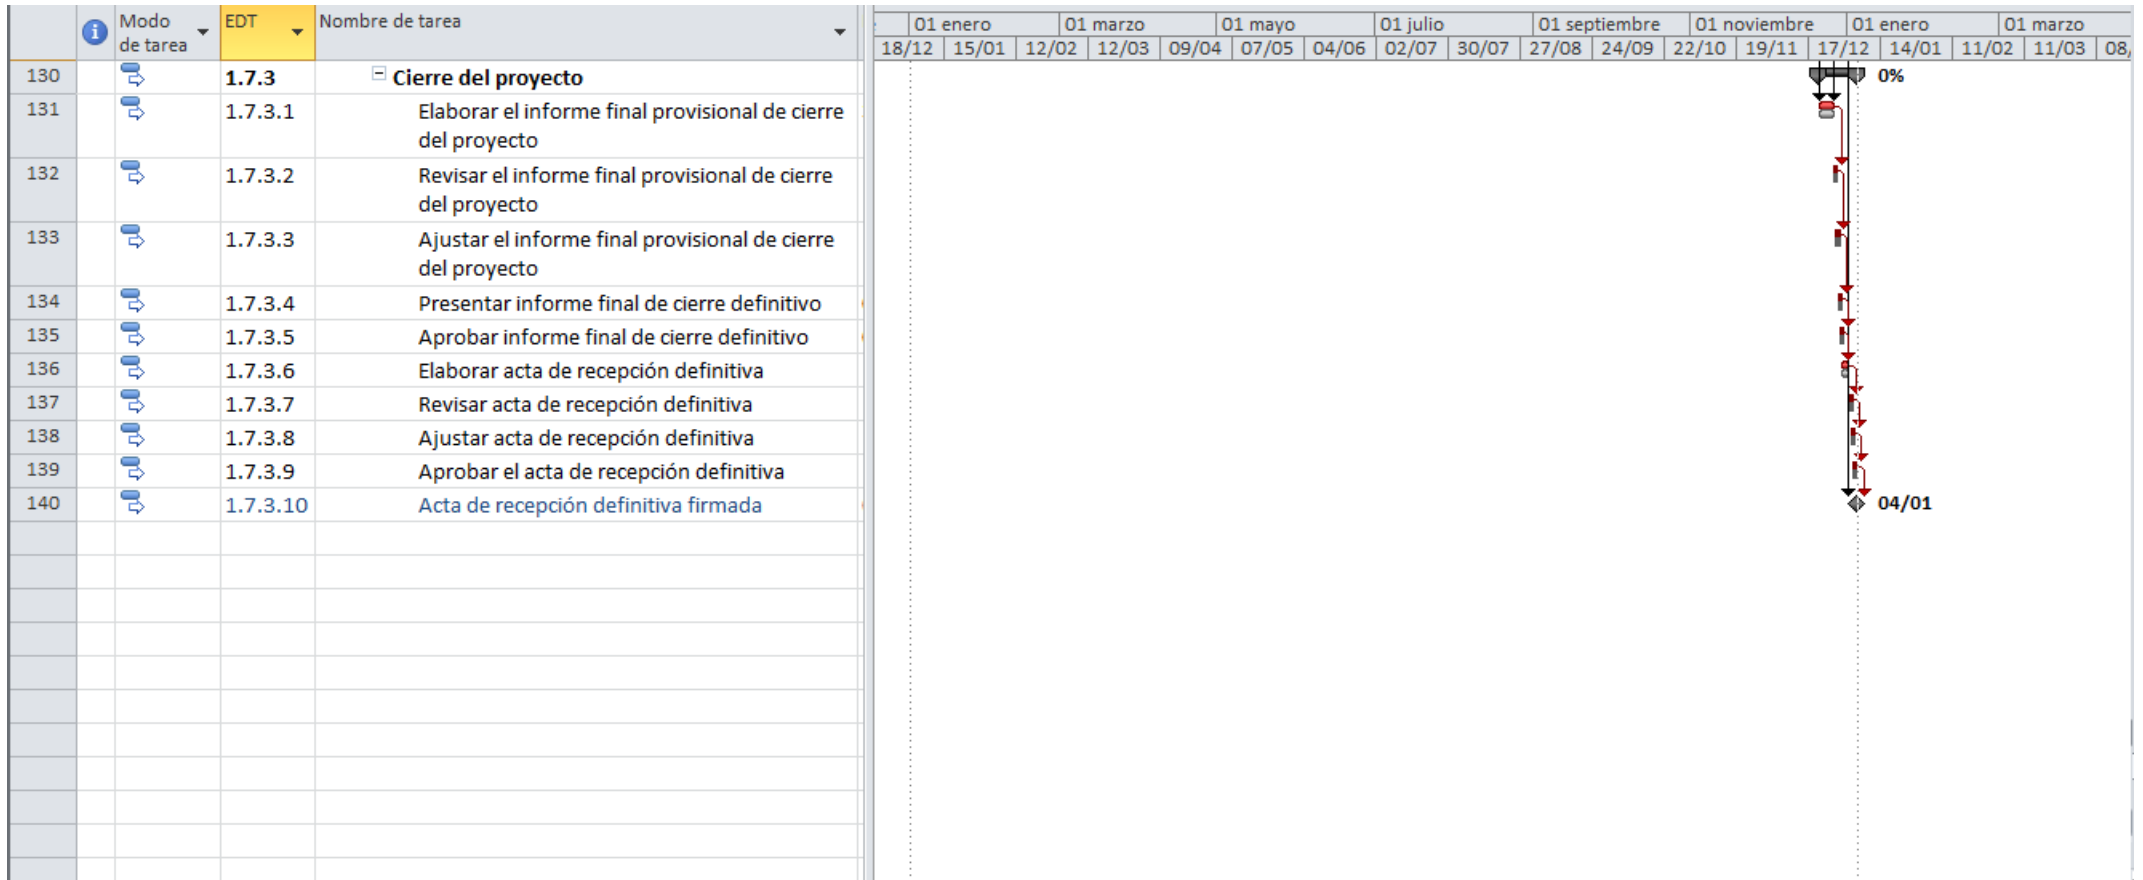 Modo de tarea EDT Nombre de tarea
01 enero 01 marzo 01 mayo 01 julio 01 septiembre 01 noviembre 01 enero 01 marzo
18/12 15/01 12/02 12/03 09/04 07/05 04/06 02/07 30/07 27/08 24/09 22/10 19/11 17/12 14/01 11/02 11/03 08/
130 1.7.3 Cierre del proyecto 0%
131 1.7.3.1 Elaborar el informe final provisional de cierre
del proyecto
132 1.7.3.2 Revisar el informe final provisional de cierre
del proyecto
133 1.7.3.3 Ajustar el informe final provisional de cierre
del proyecto
134 1.7.3.4 Presentar informe final de cierre definitivo
135 1.7.3.5 Aprobar informe final de cierre definitivo
136 1.7.3.6 Elaborar acta de recepción definitiva
137 1.7.3.7 Revisar acta de recepción definitiva
138 1.7.3.8 Ajustar acta de recepción definitiva
139 1.7.3.9 Aprobar el acta de recepción definitiva
140 1.7.3.10 Acta de recepción definitiva firmada 04/01